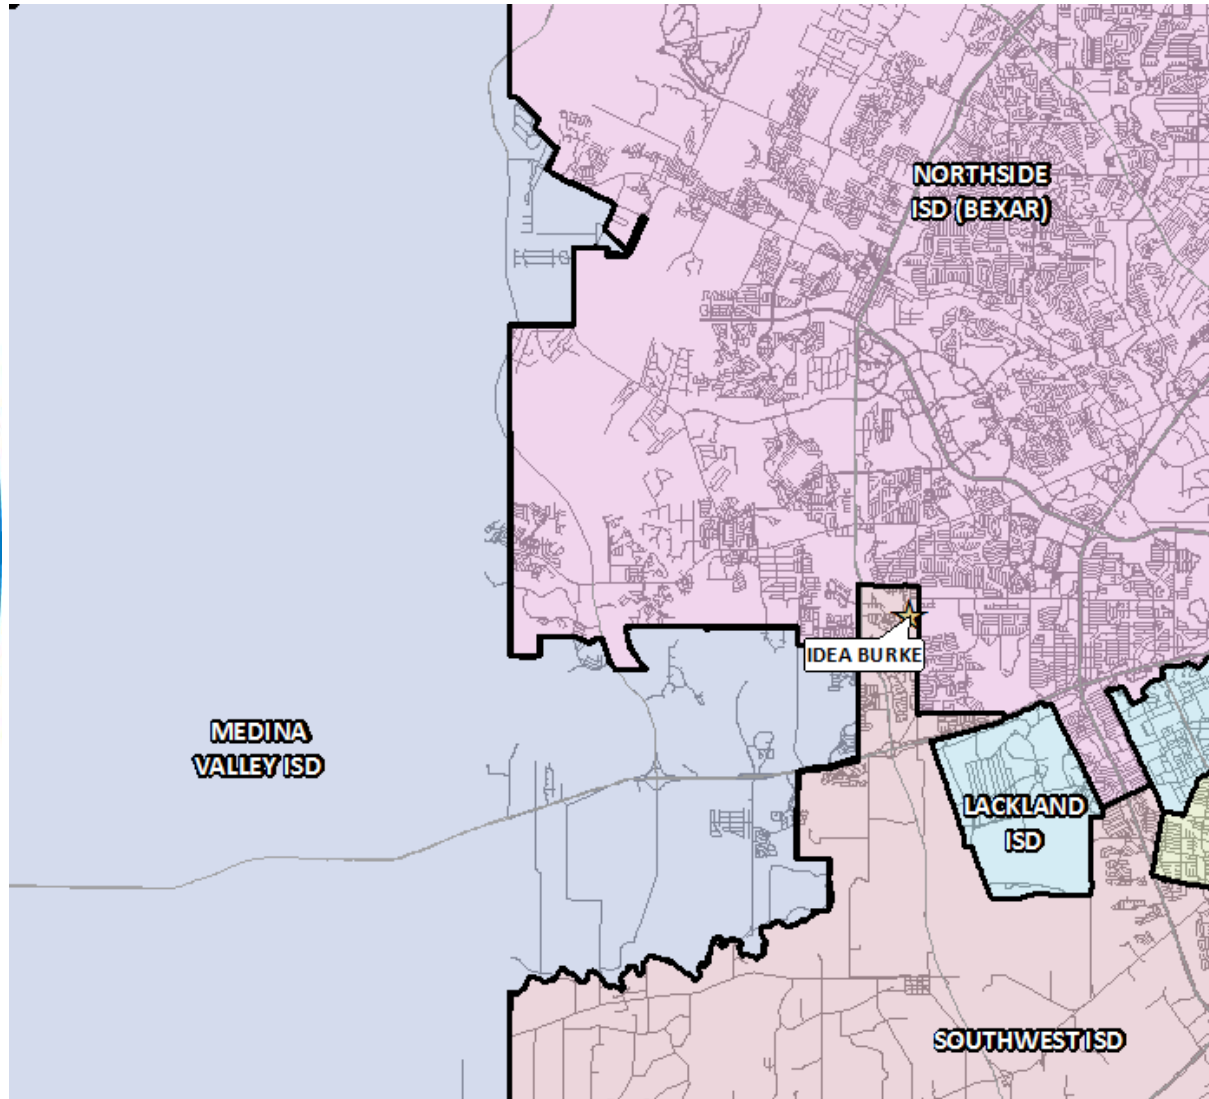 NORTHSIDE
ISD (BEXAR)
IDEA BURKE
MEDINA
VALLEY ISD
LACKLAND
ISD
SOUTHWEST ISD